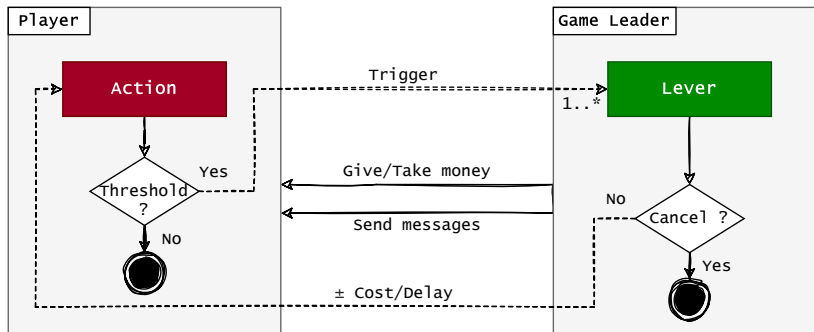 Player
Game Leader
Action
Trigger
Lever
1..*
Yes
Threshold
?
Give/Take money
No
Cancel ?
Send messages
No
Yes
± Cost/Delay